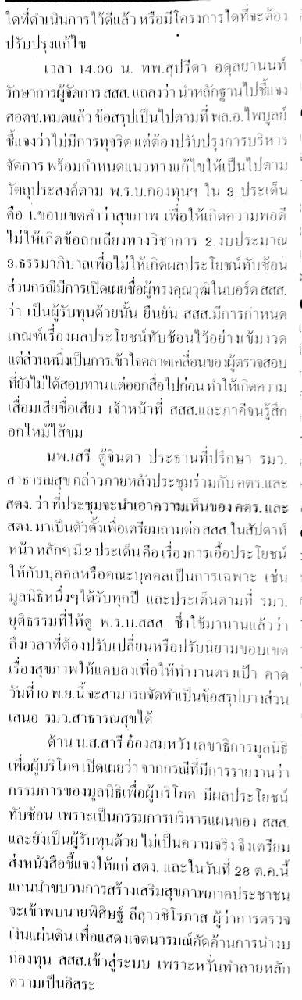 ใดที่ดำเนินการไว้ดีแล้ว หรือมีโครงการใดที่จะต้อง
ปรับปรุงแก้ไข
เวลา 14.00 น. ทพ.สุปรีดา อดุลยานนท์
รักษาการผู้จัดการ สสส. แถลงว่า นำหลักฐานไปชี้แจง
ศอตช.หมดแล้ว ข้อสรุปเป็นไปตามที่ พล.อ.ไพบูลย์
ชี้แจงว่าไม่มีการทุจริต แต่ต้องปรับปรุงการบริหาร
จัดการ พร้อมกำหนดแนวทางแก้ไขให้เป็นไปตาม
วัตถุประสงค์ตาม พ.ร.บ.กองทุนฯ ใน 3 ประเด็น
คือ 1.ขอบเขตคำว่าสุขภาพ เพื่อให้เกิดความพอดี
ไม่ให้เกิดข้อถกเถียงทางวิชาการ 2.งบประมาณ
3.ธรรมาภิบาลเพื่อไม่ให้เกิดผลประโยชน์ทับซ้อน
ส่วนกรณีมีการเปิดเผยชื่อผู้ทรงคุณวุฒิในบอร์ด สสส.
ว่า เป็นผู้รับทุนด้วยนั้น ยืนยัน สสส.มีการกำหนด
เกณฑ์เรื่องผลประโยชน์ทับซ้อนไว้อย่างเข้มงวด
แต่ส่วนหนึ่งเป็นการเข้าใจคลาดเคลื่อนของผู้ตรวจสอบ
ที่ยังไม่ได้สอบทาน แต่ออกสื่อไปก่อน ทำให้เกิดความ
เสื่อมเสียชื่อเสียง เจ้าหน้าที่ สสส.และภาคีจนรู้สึก
อกไหม้ไส้ขม
นพ.เสรี ตู้จินดา ประธานที่ปรึกษา รมว.
สาธารณสุข กล่าวภายหลังประชุมร่วมกับ คตร.และ
สตง. ว่า ที่ประชุมจะนำเอาความเห็นของ คตร. และ
สตง. มาเป็นตัวตั้งเพื่อเตรียมถามต่อ สสส.ในสัปดาห์
หน้า หลักๆ มี 2 ประเด็น คือ เรื่องการเอื้อประโยชน์
ให้กับบุคคลหรือคณะบุคคลเป็นการเฉพาะ เช่น
มูลนิธิหนึ่งๆได้รับทุกปี และประเด็นตามที่ รมว.
ยุติธรรมที่ให้ดู พ.ร.บ.สสส. ซึ่งใช้มานานแล้วว่า
ถึงเวลาที่ต้องปรับเปลี่ยนหรือปรับนิยามขอบเขต
เรื่องสุขภาพให้แคบลงเพื่อให้ทำงานตรงเป้า คาด
วันที่ 10 พ.ย.นี้ จะสามารถจัดทำเป็นข้อสรุปบางส่วน
เสนอ รมว.สาธารณสุขได้
ด้าน น.ส.สารี อ๋องสมหวัง เลขาธิการมูลนิธิ
เพื่อผู้บริโภค เปิดเผยว่า จากกรณีที่มีการรายงานว่า
กรรมการของมูลนิธิเพื่อผู้บริโภค มีผลประโยชน์
ทับซ้อน เพราะเป็นกรรมการบริหารแผนของ สสส.
และยังเป็นผู้รับทุนด้วย ไม่เป็นความจริง จึงเตรียม
ส่งหนังสือชี้แจงให้แก่ สตง. และในวันที่ 28 ต.ค.นี้
แกนนำขบวนการสร้างเสริมสุขภาพภาคประชาชน
จะเข้าพบนายพิศิษฐ์ ลีลาวชิโรภาส ผู้ว่าการตรวจ
เงินแผ่นดิน เพื่อแสดงเจตนารมณ์คัดค้านการนำงบ
กองทุน สสส.เข้าสู่ระบบ เพราะหวั่นทำลายหลัก
ความเป็นอิสระ